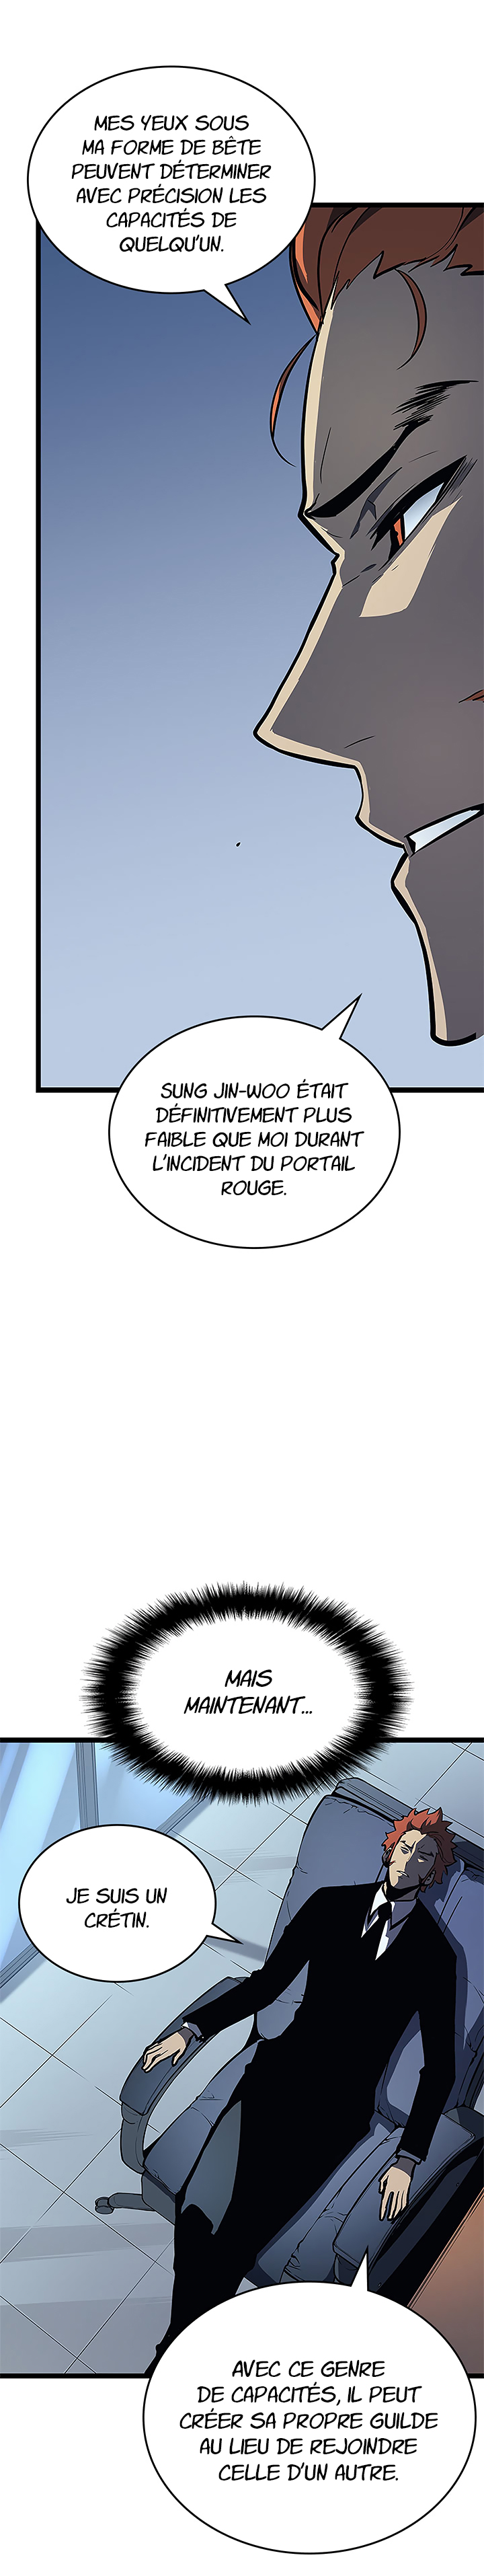 MES YEUX SOUS
MA FORME DE BÊTE
PEUVENT DÉTERMINER
AVEC PRÉCISION LES
CAPACITÉS DE
QUELQU'UN.
SUNG JIN-WOO ÉTAIT
DÉFINITIVEMENT PLUS
FAIBLE QUE MOI DURANT
L'INCIDENT DU PORTAIL
ROUGE.
MAIS
MAINTENANT...
JE SUIS UN
CRÉTIN.
AVEC CE GENRE
DE CAPACITÉS, IL PEUT
CRÉER SA PROPRE GUILDE
AU LIEU DE REJOINDRE
CELLE D'UN AUTRE.